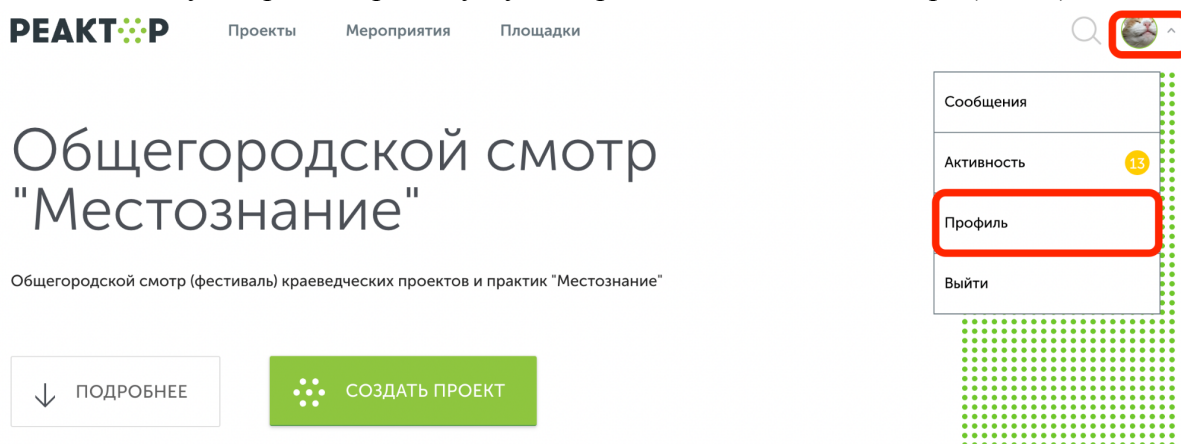 РЕАКТОР
Проекты
Мероприятия
Площадки
Сообщения
Активность
13
Профиль
Выйти
Общегородской смотр
"Местознание"
Общегородской смотр (фестиваль) краеведческих проектов и практик "Местознание"
ПОДРОБНЕЕ
СОЗДАТЬ ПРОЕКТ